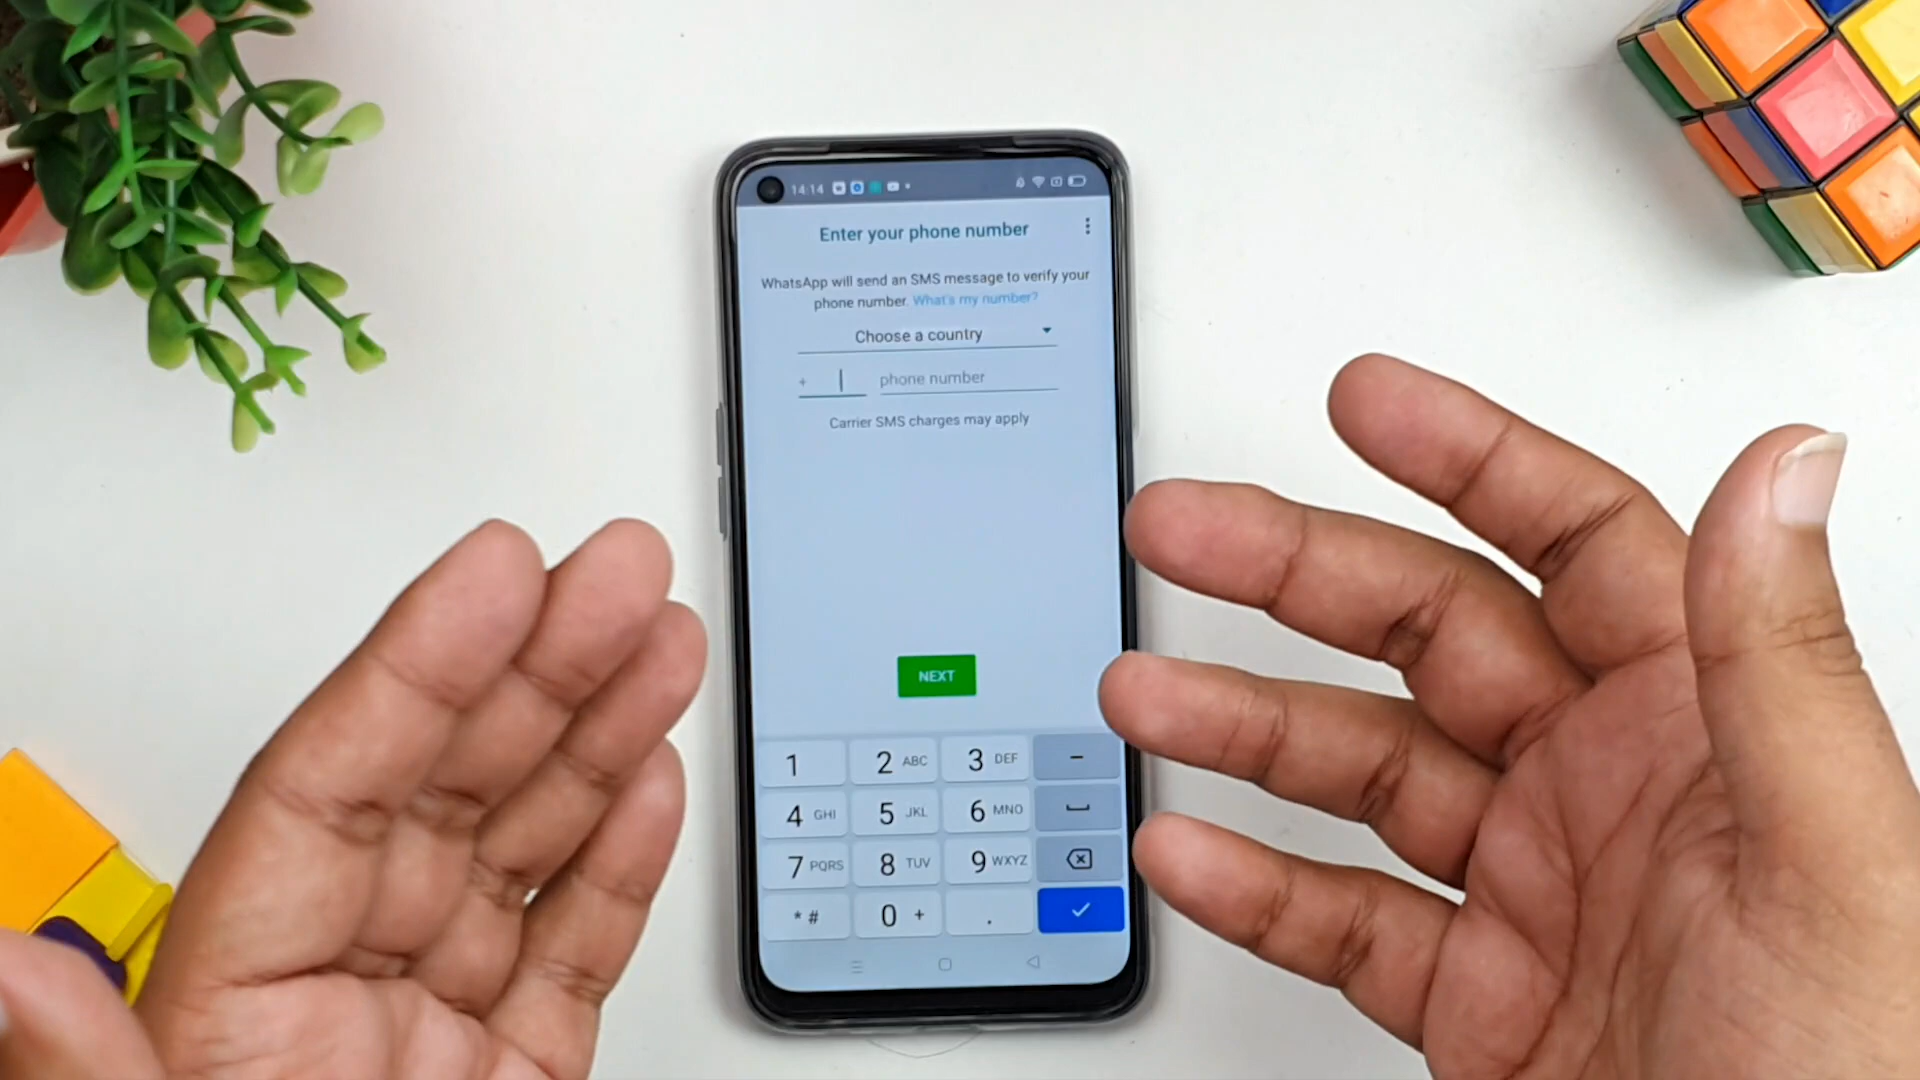 14:14
Enter your phone number
WhatsApp will send an SMS message to verify your
phone number. What's my number?
Choose a country
+ phone number
Carrier SMS charges may apply
NEXT
1 2 ABC 3 DEF –
4 GHI 5 JKL 6 MNO
7 PQRS 8 TUV 9 WXYZ
* # 0 + .